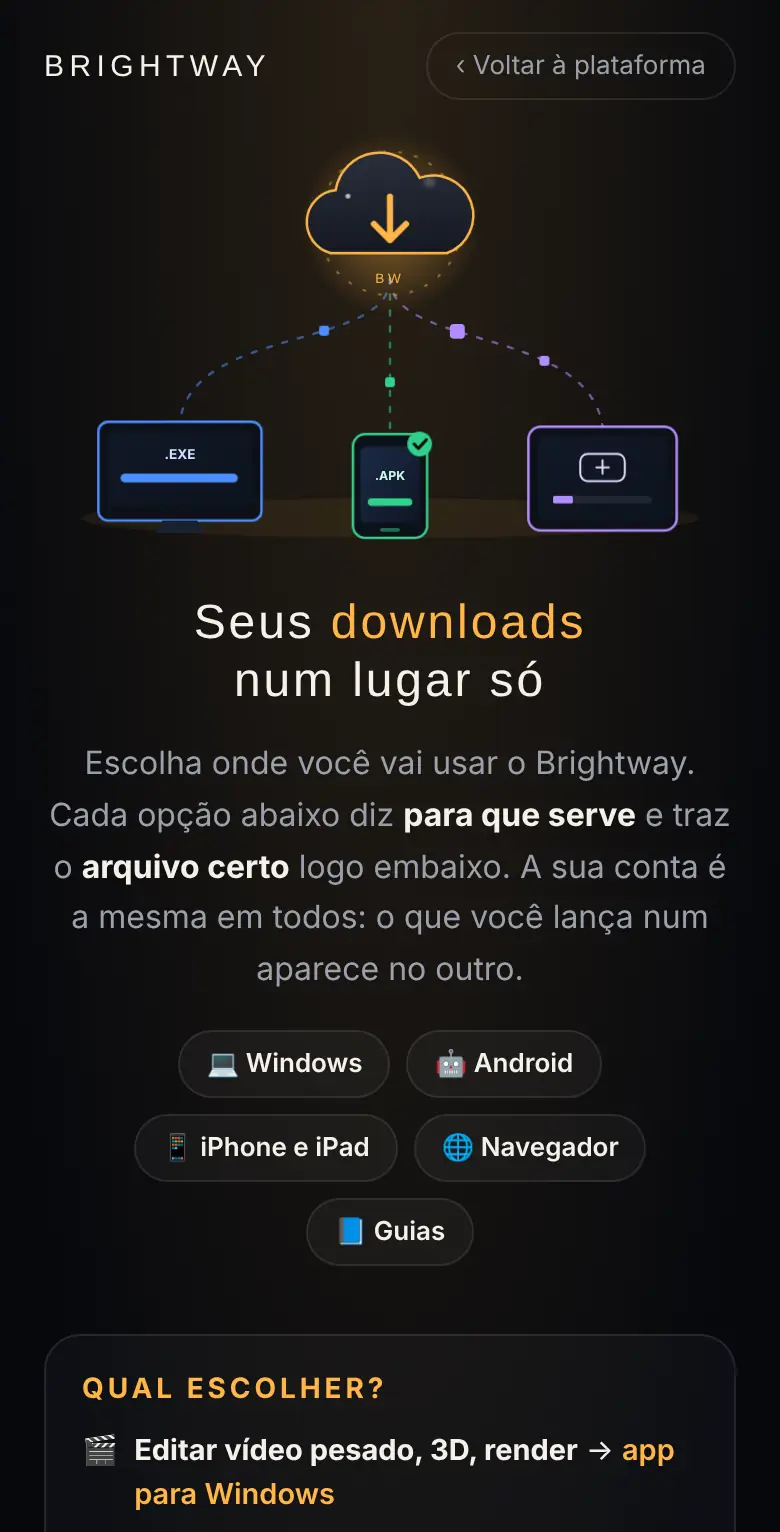 BRIGHTWAY
‹ Voltar à plataforma
BW
.EXE
.APK
Seus downloads
num lugar só
Escolha onde você vai usar o Brightway.
Cada opção abaixo diz para que serve e traz
o arquivo certo logo embaixo. A sua conta é
a mesma em todos: o que você lança num
aparece no outro.
💻 Windows
🤖 Android
📱 iPhone e iPad
🌐 Navegador
📘 Guias
QUAL ESCOLHER?
🎬 Editar vídeo pesado, 3D, render → app
para Windows